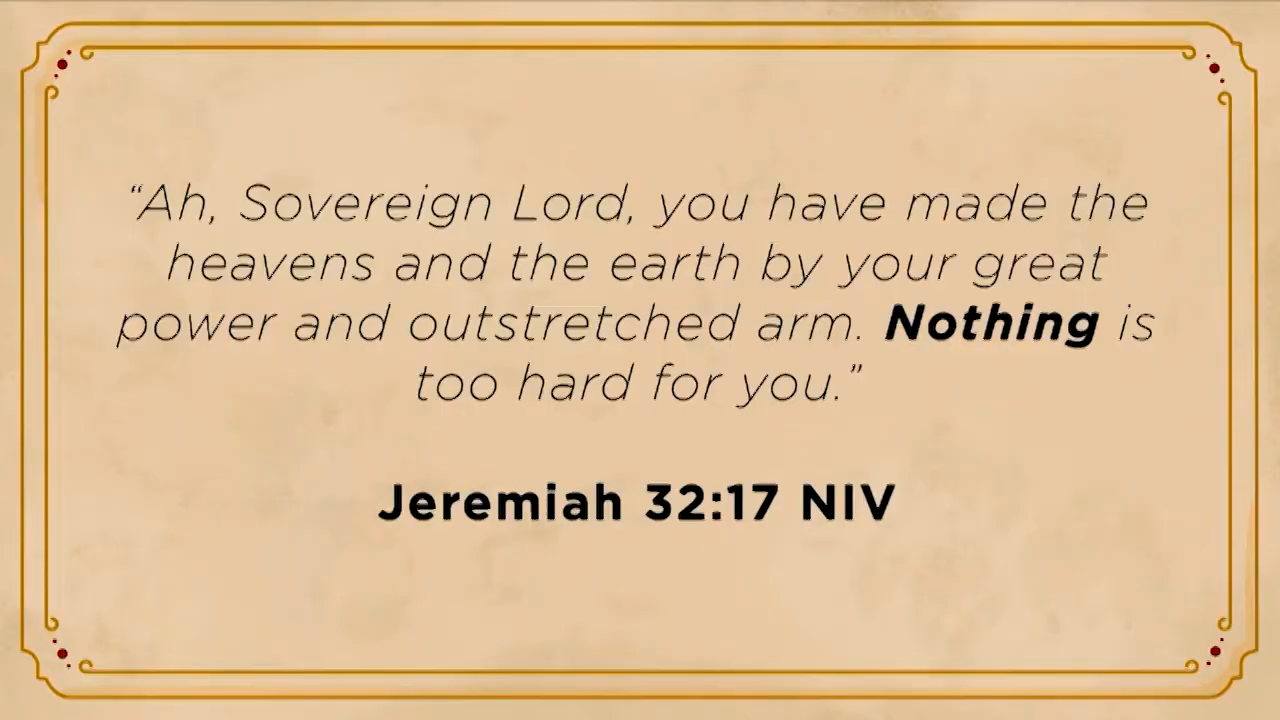 “Ah, Sovereign Lord, you have made the
heavens and the earth by your great
power and outstretched arm. Nothing is
too hard for you.”
Jeremiah 32:17 NIV